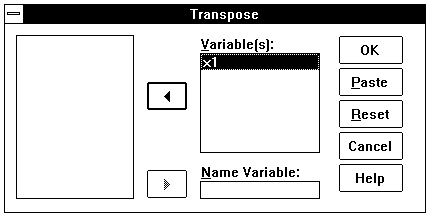 Transpose
Variable(s):
x1
OK
Paste
Reset
Cancel
Name Variable:
Help